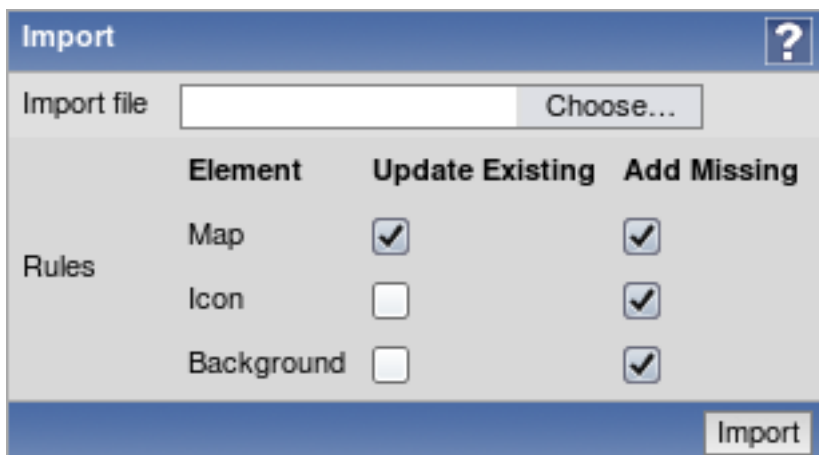 Import ?
Import file Choose...
Element Update Existing Add Missing
Map
Rules
Icon
Background
Import